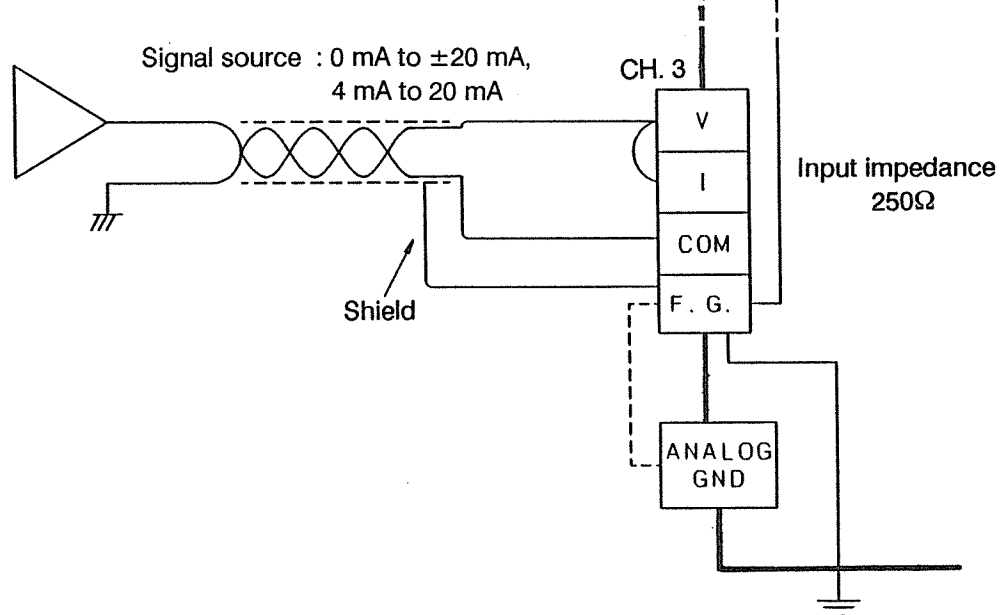 Signal source : 0 mA to ±20 mA,
4 mA to 20 mA
CH. 3
V
I
COM
F. G.
Input impedance
250Ω
Shield
ANALOG
GND